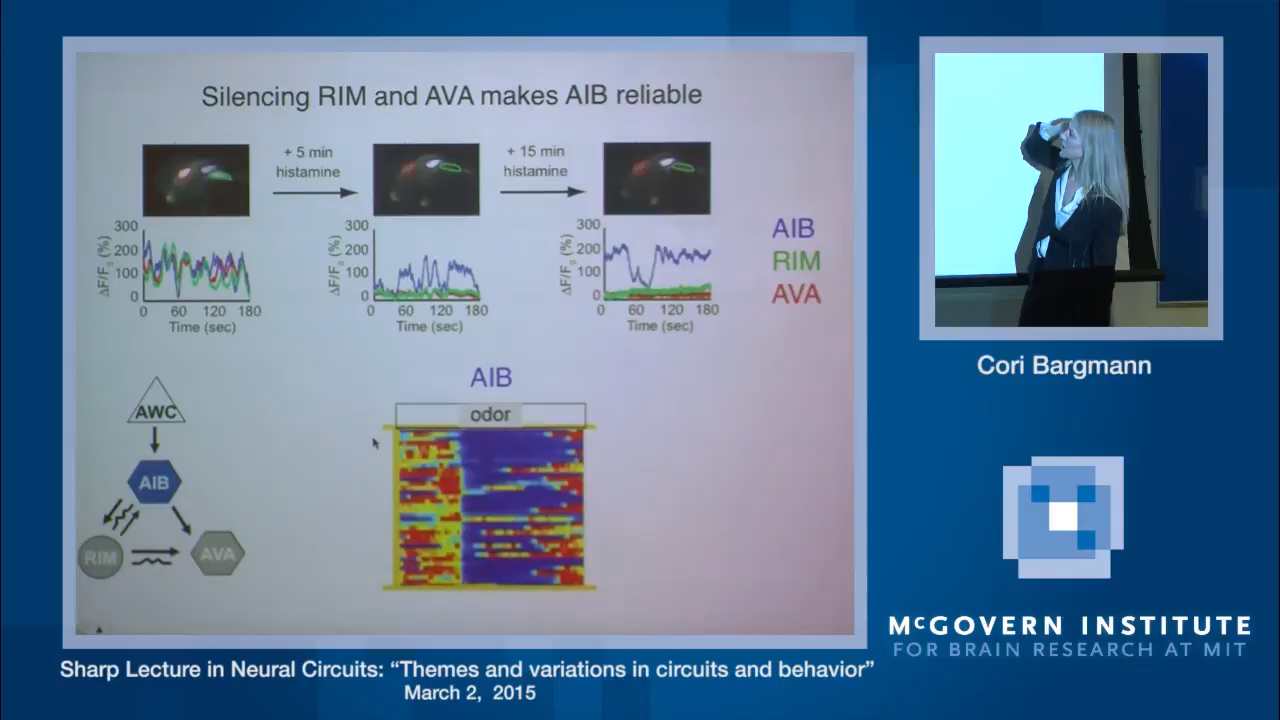 Silencing RIM and AVA makes AIB reliable
+ 5 min
histamine
+ 15 min
histamine
300
200
100
0
ΔF/F₀ (%)
0 60 120 180
Time (sec)
300
200
100
0
ΔF/F₀ (%)
0 60 120 180
Time (sec)
300
200
100
0
ΔF/F₀ (%)
0 60 120 180
Time (sec)
AIB
RIM
AVA
AWC
AIB
RIM
AVA
AIB
odor
Cori Bargmann
McGOVERN INSTITUTE
FOR BRAIN RESEARCH AT MIT
Sharp Lecture in Neural Circuits: “Themes and variations in circuits and behavior”
March 2, 2015